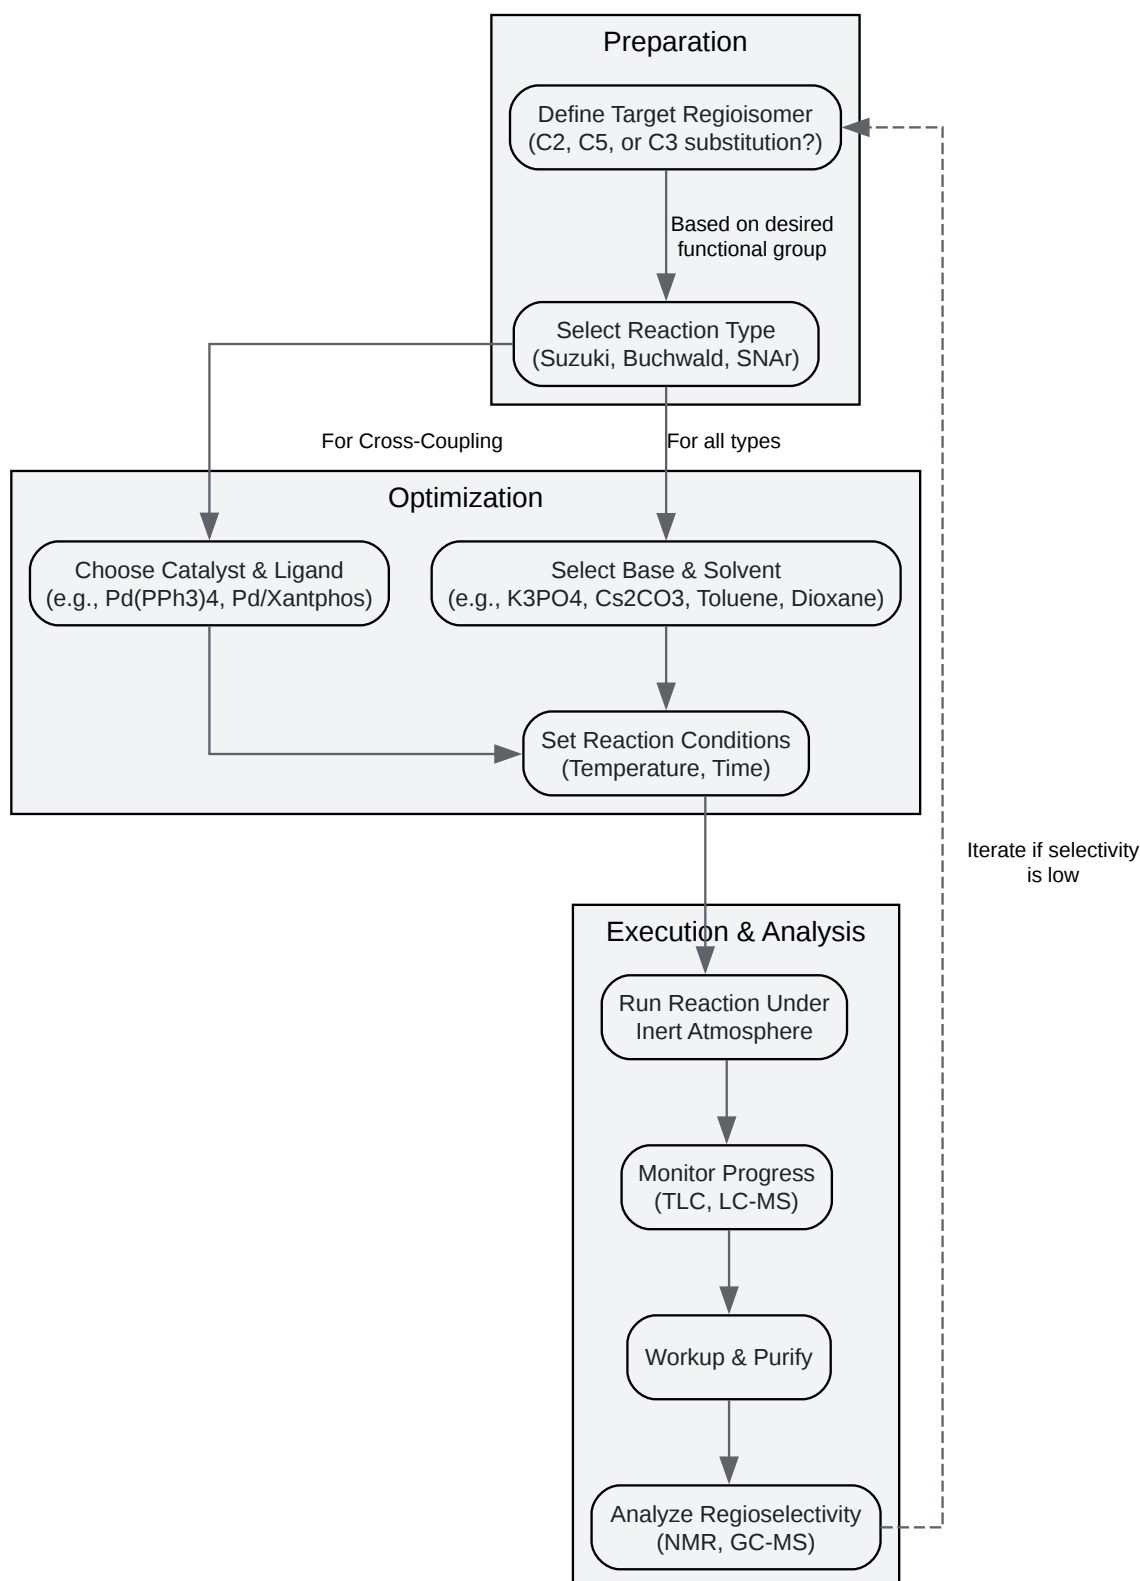 Preparation
Define Target Regioisomer
(C2, C5, or C3 substitution?)
Based on desired
functional group
Select Reaction Type
(Suzuki, Buchwald, SNAr)
For Cross-Coupling
For all types
Optimization
Choose Catalyst & Ligand
(e.g., Pd(PPh3)4, Pd/Xantphos)
Select Base & Solvent
(e.g., K3PO4, Cs2CO3, Toluene, Dioxane)
Set Reaction Conditions
(Temperature, Time)
Iterate if selectivity
is low
Execution & Analysis
Run Reaction Under
Inert Atmosphere
Monitor Progress
(TLC, LC-MS)
Workup & Purify
Analyze Regioselectivity
(NMR, GC-MS)